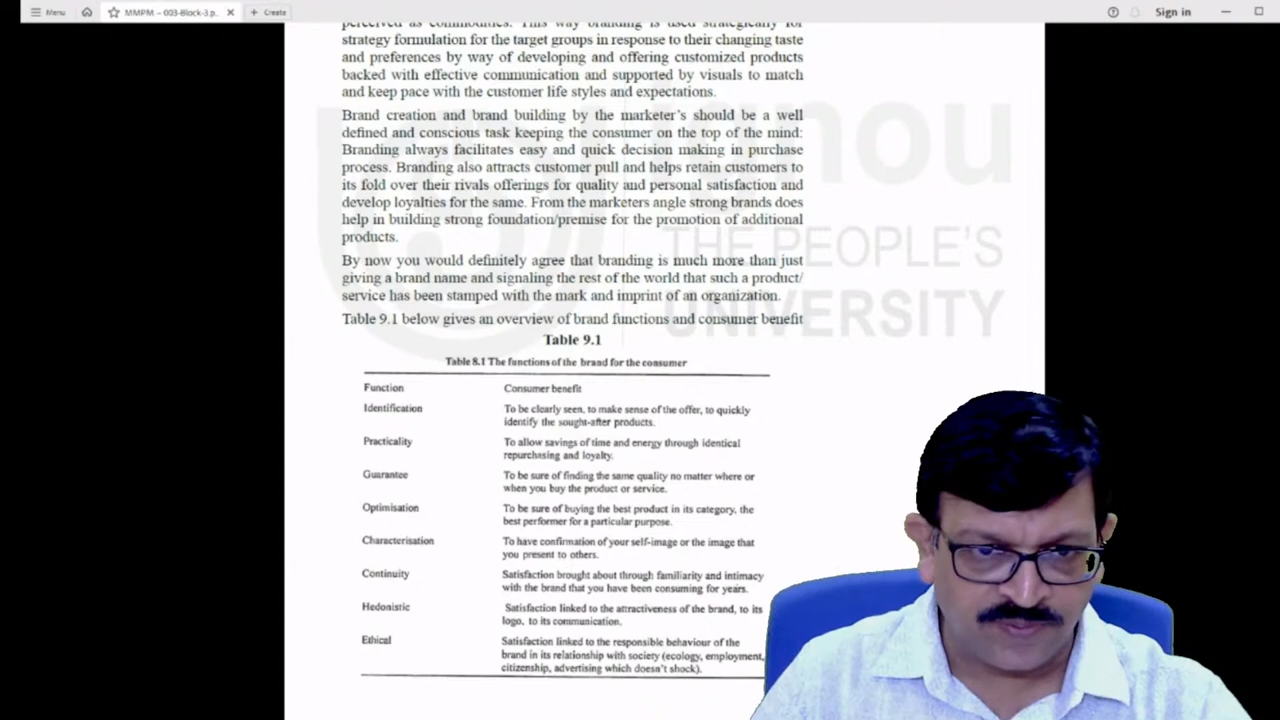 Menu
MMPM – 003-Block-3.p...
Create
Sign in
perceived as commodities. This way branding is used strategically for
strategy formulation for the target groups in response to their changing taste
and preferences by way of developing and offering customized products
backed with effective communication and supported by visuals to match
and keep pace with the customer life styles and expectations.
Brand creation and brand building by the marketer's should be a well
defined and conscious task keeping the consumer on the top of the mind:
Branding always facilitates easy and quick decision making in purchase
process. Branding also attracts customer pull and helps retain customers to
its fold over their rivals offerings for quality and personal satisfaction and
develop loyalties for the same. From the marketers angle strong brands does
help in building strong foundation/premise for the promotion of additional
products.
By now you would definitely agree that branding is much more than just
giving a brand name and signaling the rest of the world that such a product/
service has been stamped with the mark and imprint of an organization.
Table 9.1 below gives an overview of brand functions and consumer benefit
Table 9.1
Table 8.1 The functions of the brand for the consumer
Function Consumer benefit
Identification To be clearly seen, to make sense of the offer, to quickly
identify the sought-after products.
Practicality To allow savings of time and energy through identical
repurchasing and loyalty.
Guarantee To be sure of finding the same quality no matter where or
when you buy the product or service.
Optimisation To be sure of buying the best product in its category, the
best performer for a particular purpose.
Characterisation To have confirmation of your self-image or the image that
you present to others.
Continuity Satisfaction brought about through familiarity and intimacy
with the brand that you have been consuming for years.
Hedonistic Satisfaction linked to the attractiveness of the brand, to its
logo, to its communication.
Ethical Satisfaction linked to the responsible behaviour of the
brand in its relationship with society (ecology, employment,
citizenship, advertising which doesn't shock).
ignou
THE PEOPLE'S
UNIVERSITY